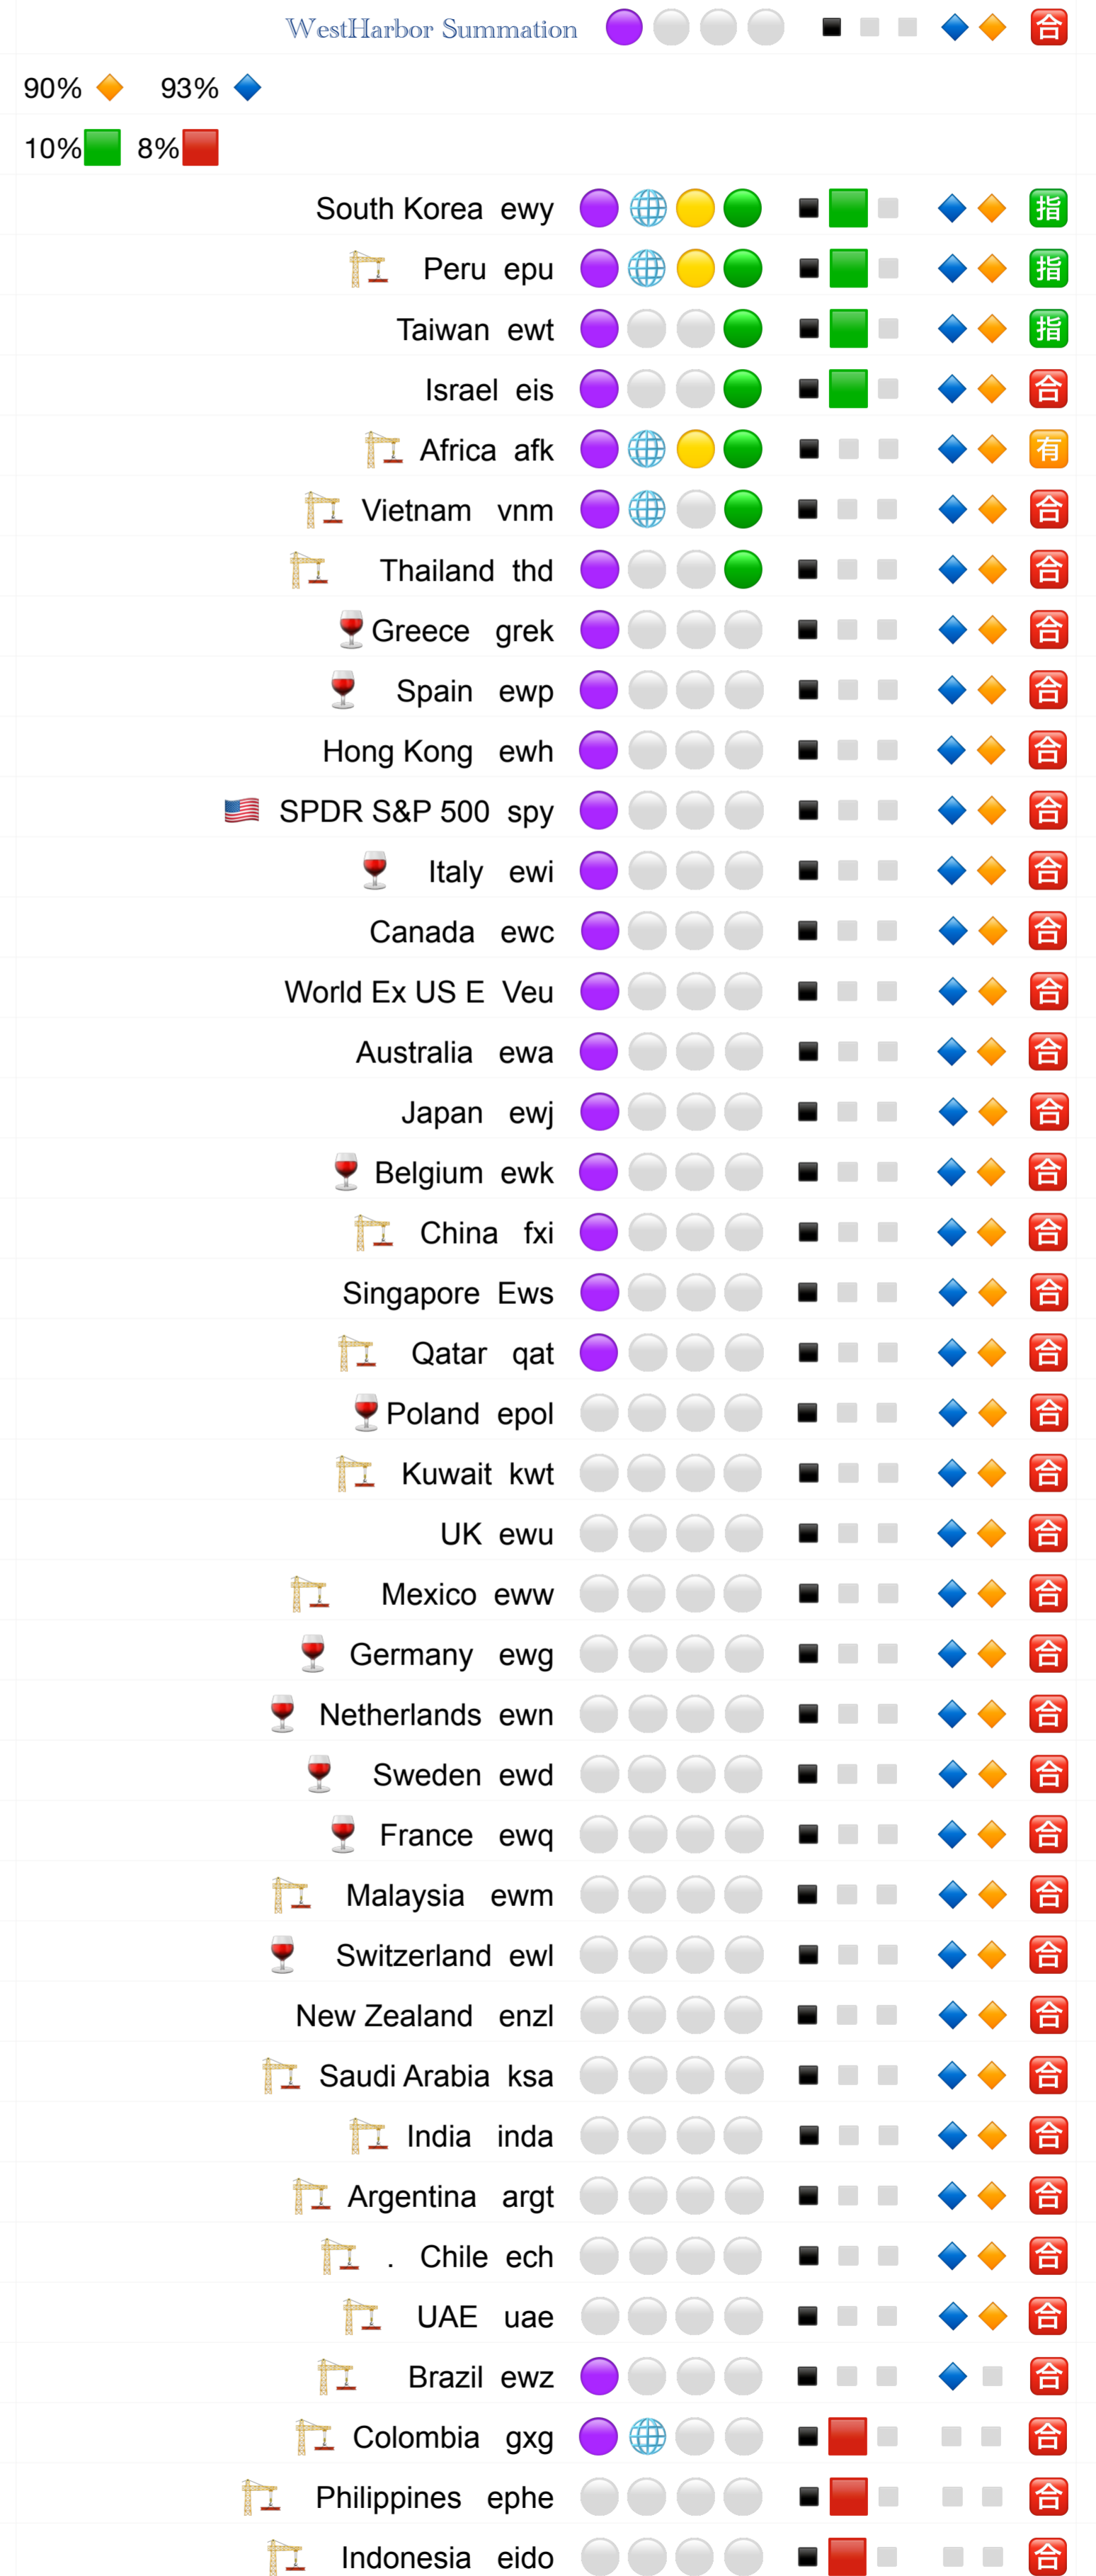 WestHarbor Summation 合
90% 93%
10% 8%
South Korea ewy 指
Peru epu 指
Taiwan ewt 指
Israel eis 合
Africa afk 有
Vietnam vnm 合
Thailand thd 合
Greece grek 合
Spain ewp 合
Hong Kong ewh 合
SPDR S&P 500 spy 合
Italy ewi 合
Canada ewc 合
World Ex US E Veu 合
Australia ewa 合
Japan ewj 合
Belgium ewk 合
China fxi 合
Singapore Ews 合
Qatar qat 合
Poland epol 合
Kuwait kwt 合
UK ewu 合
Mexico eww 合
Germany ewg 合
Netherlands ewn 合
Sweden ewd 合
France ewq 合
Malaysia ewm 合
Switzerland ewl 合
New Zealand enzl 合
Saudi Arabia ksa 合
India inda 合
Argentina argt 合
. Chile ech 合
UAE uae 合
Brazil ewz 合
Colombia gxg 合
Philippines ephe 合
Indonesia eido 合